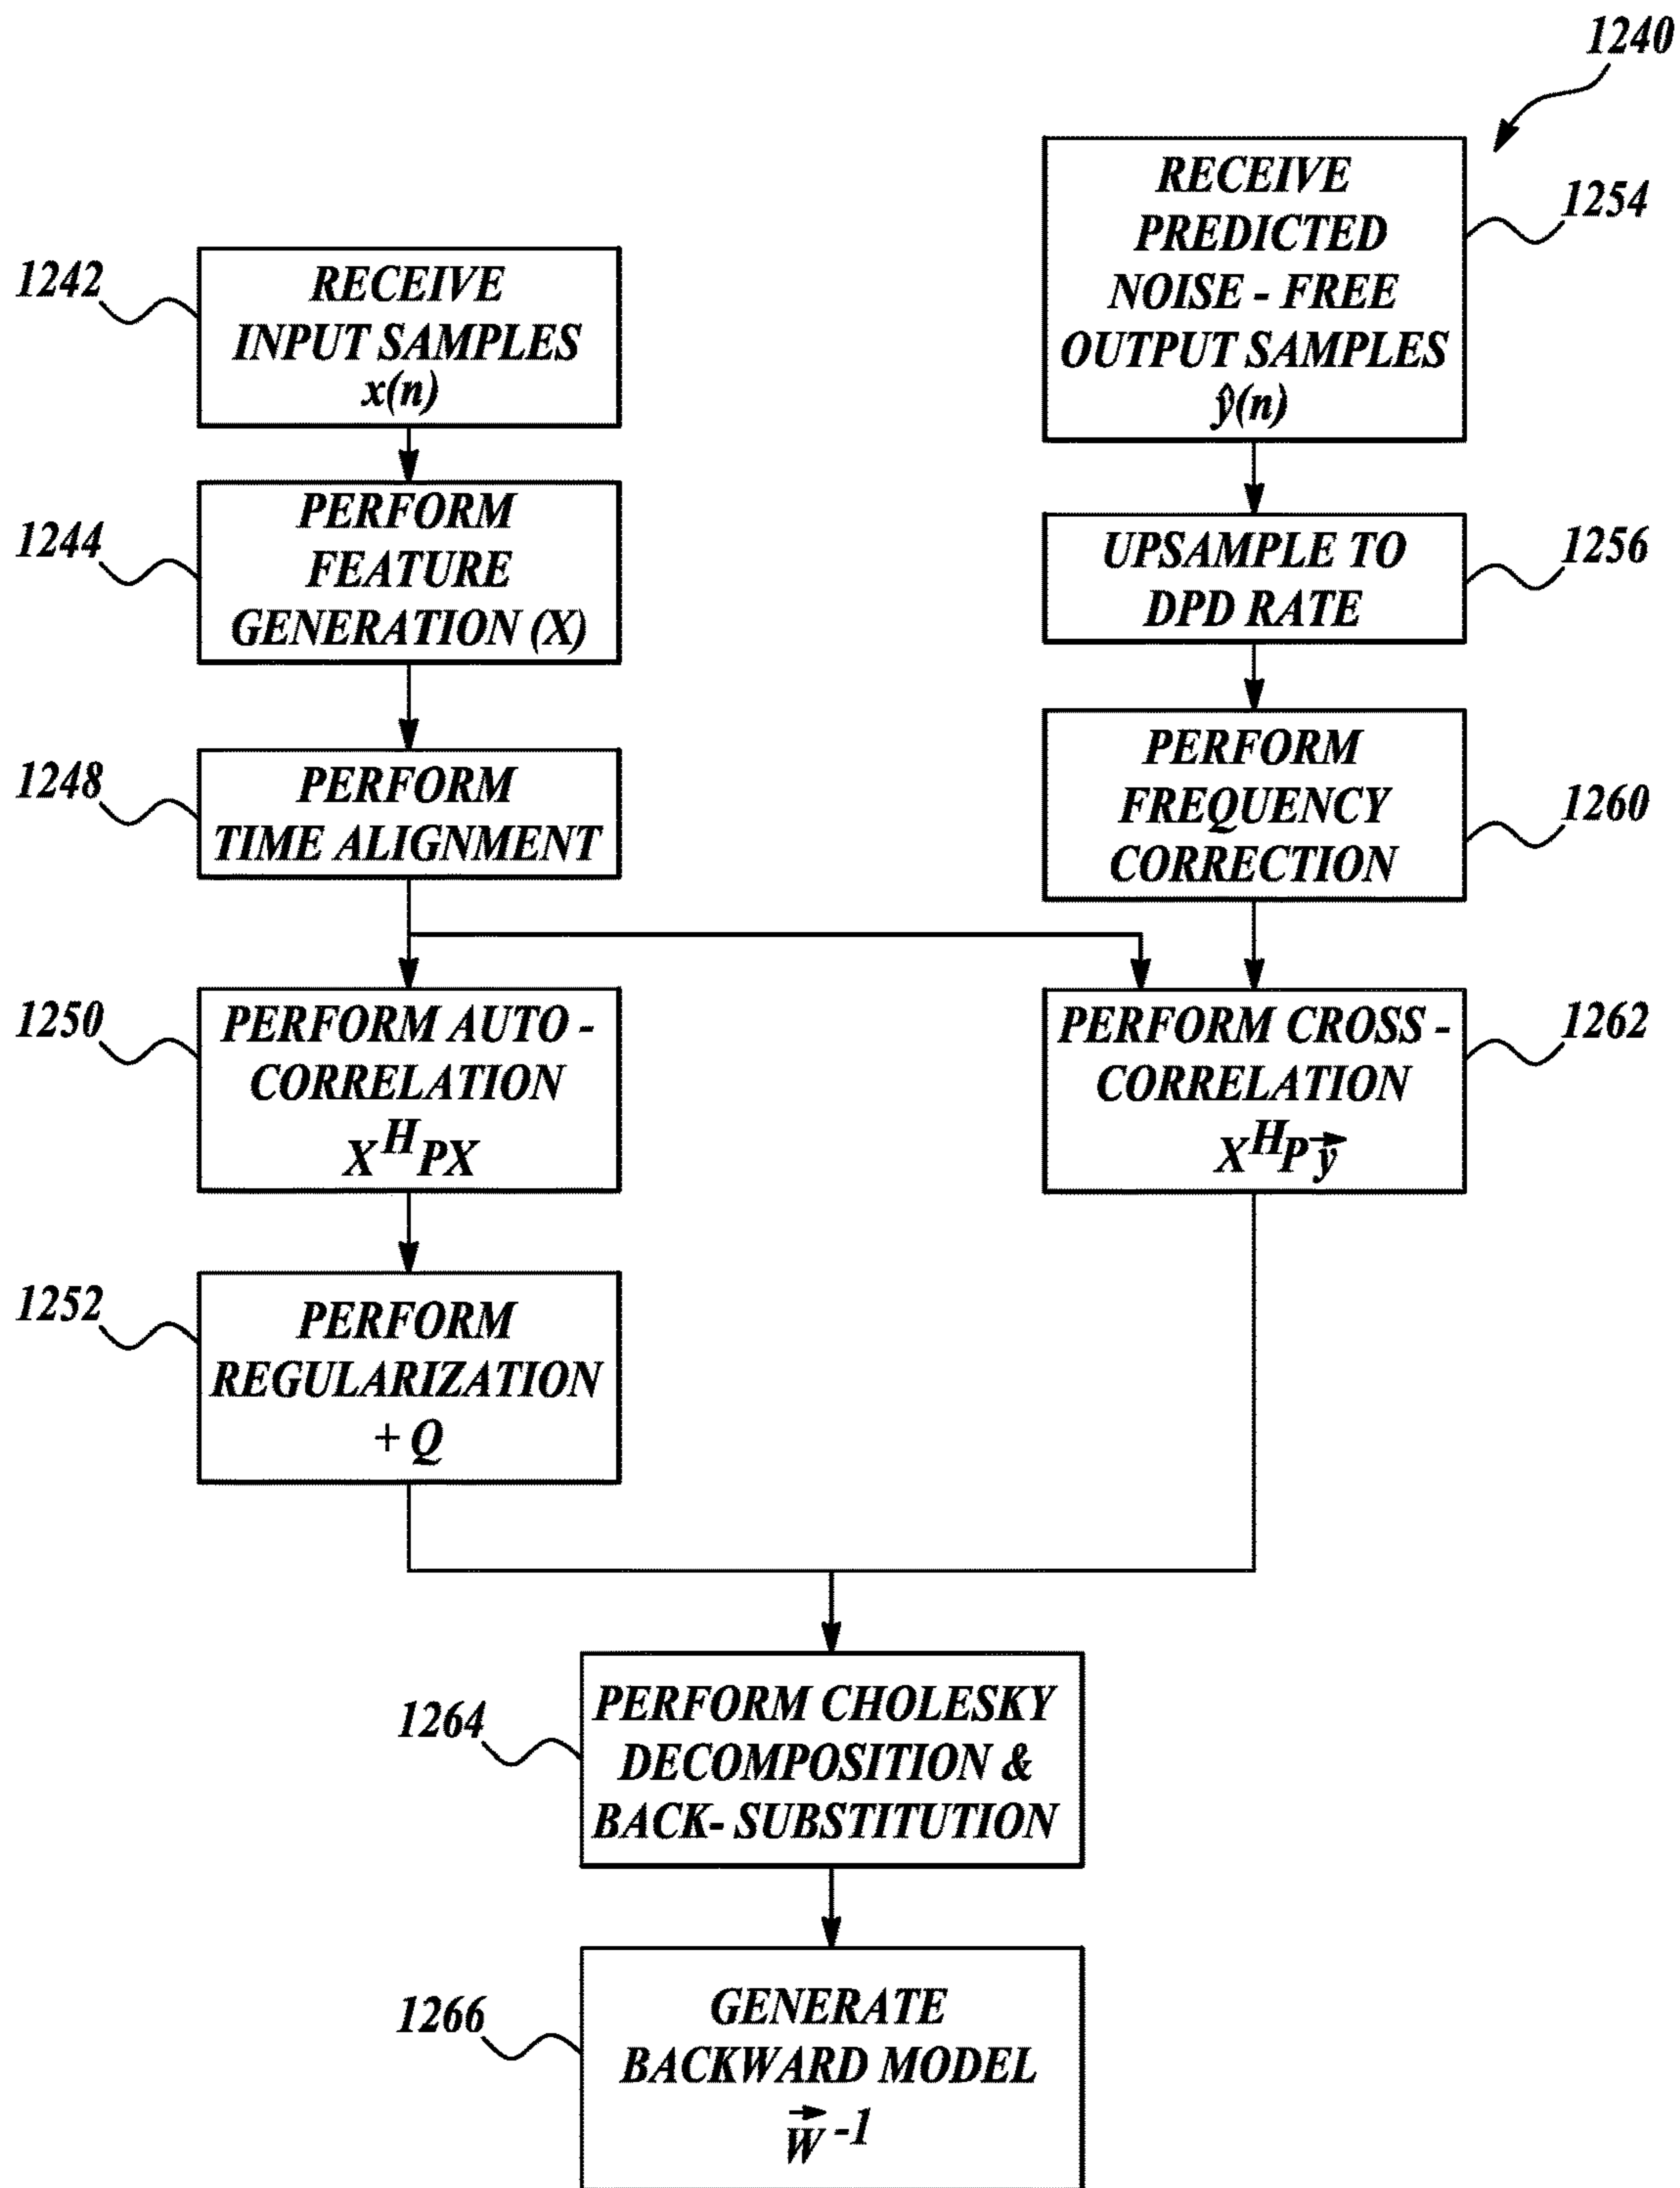 1240
1242
RECEIVE
INPUT SAMPLES
x(n)
1244
PERFORM
FEATURE
GENERATION (X)
1248
PERFORM
TIME ALIGNMENT
1250
PERFORM AUTO -
CORRELATION
X^H PX
1252
PERFORM
REGULARIZATION
+ Q
RECEIVE
PREDICTED
NOISE - FREE
OUTPUT SAMPLES
ŷ(n)
1254
UPSAMPLE TO
DPD RATE
1256
PERFORM
FREQUENCY
CORRECTION
1260
PERFORM CROSS -
CORRELATION
X^H P y⃗
1262
1264
PERFORM CHOLESKY
DECOMPOSITION &
BACK- SUBSTITUTION
1266
GENERATE
BACKWARD MODEL
W⃗ -1